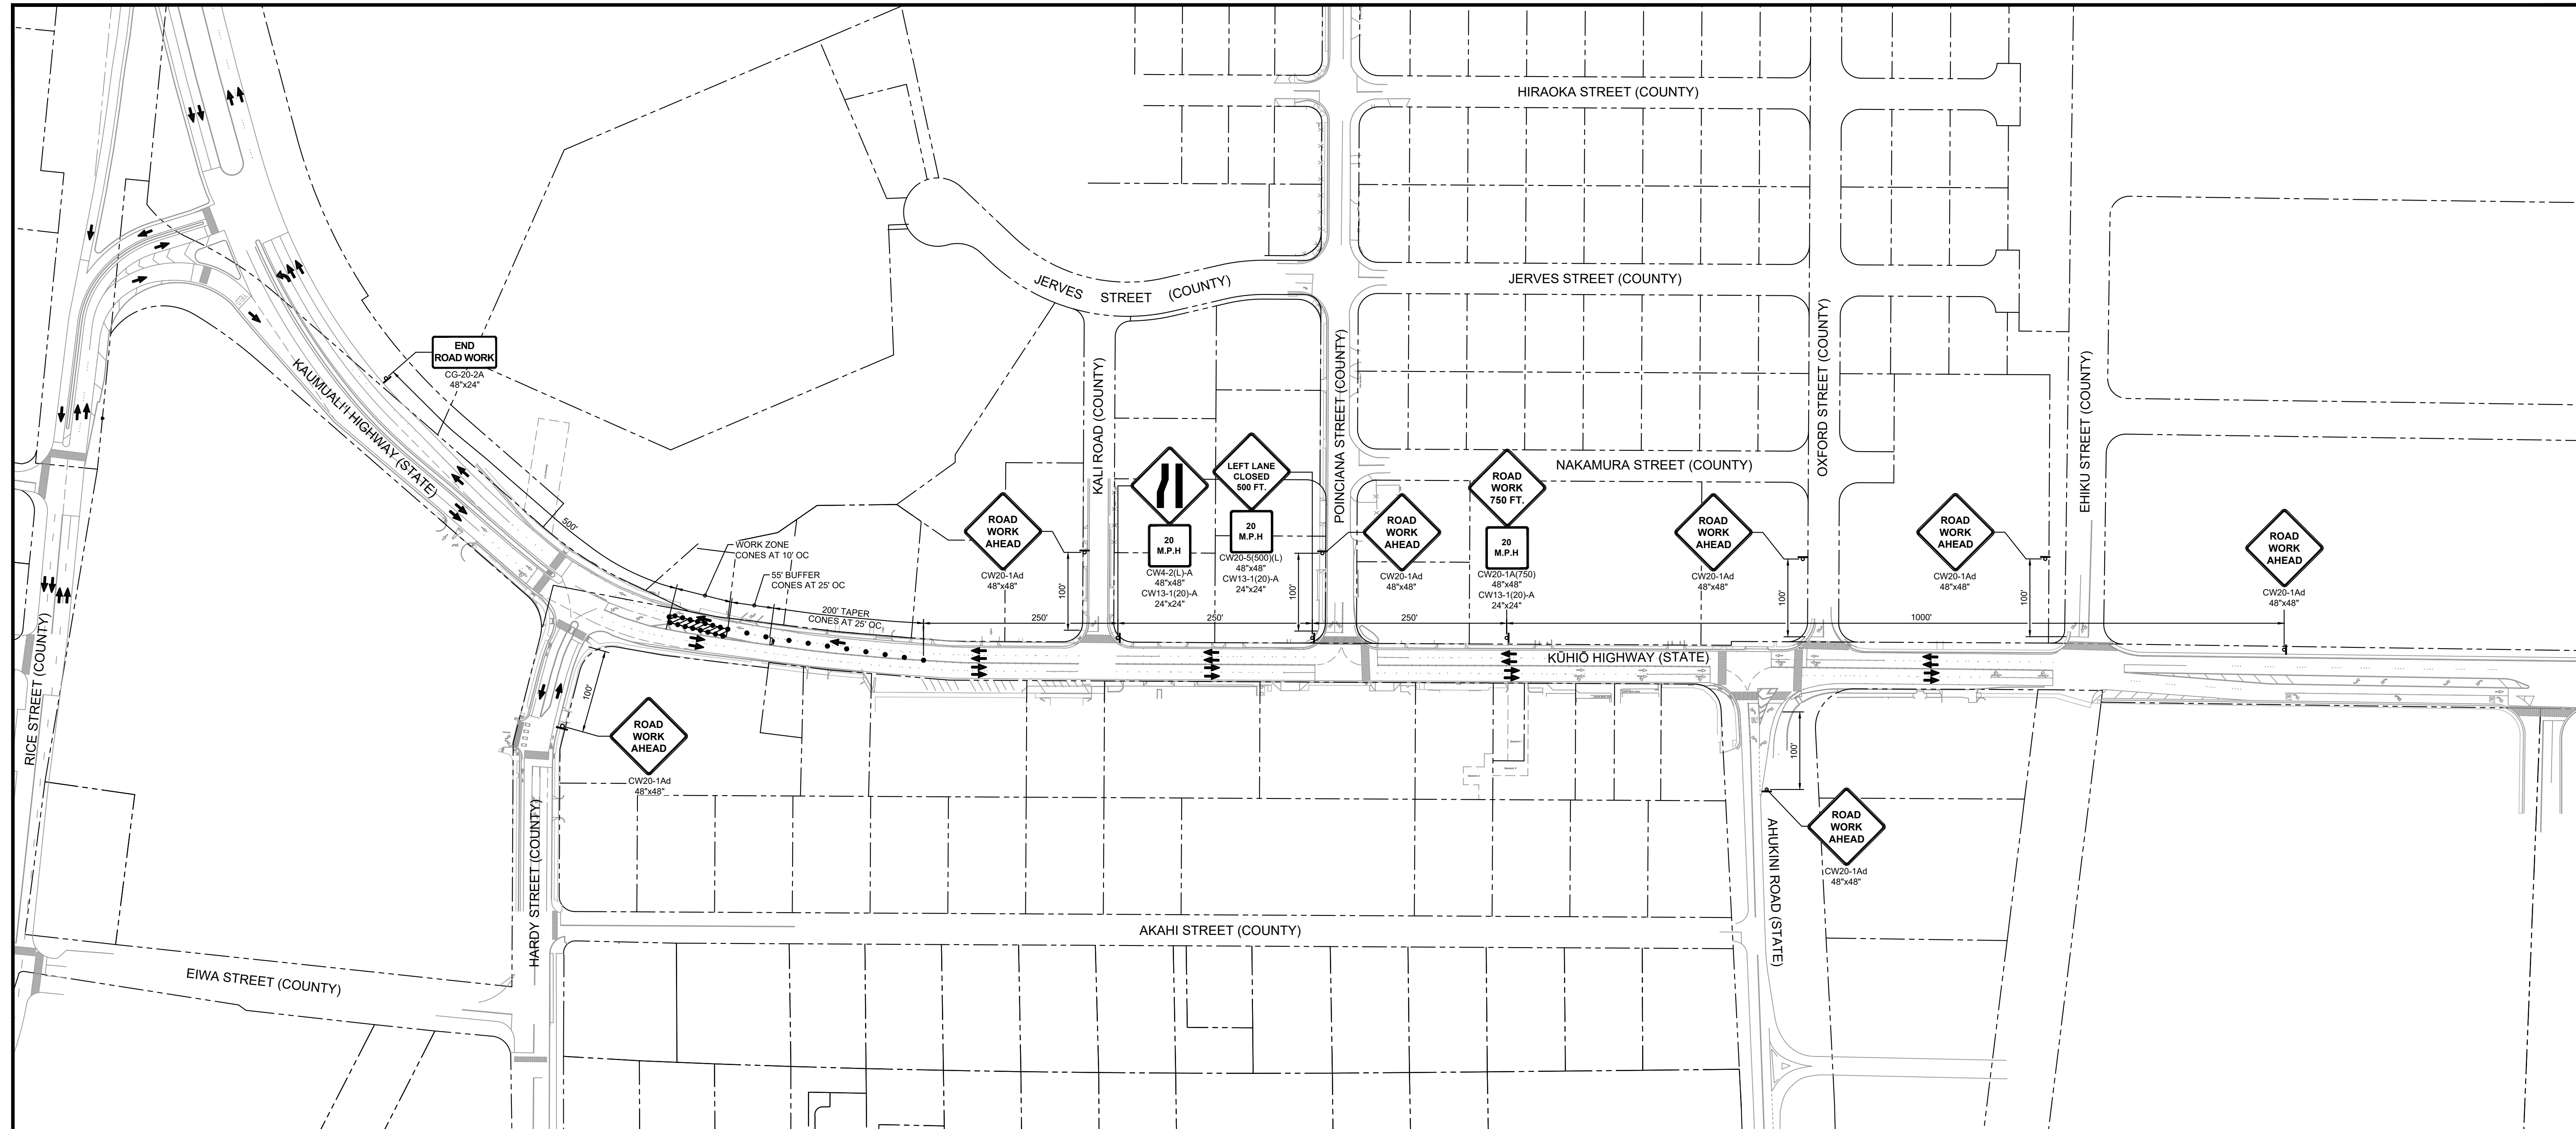 HIRAOKA STREET (COUNTY)
JERVES STREET (COUNTY)
JERVES STREET (COUNTY)
OXFORD STREET (COUNTY)
EHIKU STREET (COUNTY)
POINCIANA STREET (COUNTY)
KALI ROAD (COUNTY)
NAKAMURA STREET (COUNTY)
END
ROAD WORK
CG-20-2A
48"x24"
KAUMUALI'I HIGHWAY (STATE)
500'
WORK ZONE
CONES AT 10' OC
55' BUFFER
CONES AT 25' OC
200' TAPER
CONES AT 25' OC
ROAD
WORK
AHEAD
CW20-1Ad
48"x48"
100'
250'
20
M.P.H
CW4-2(L)-A
48"x48"
CW13-1(20)-A
24"x24"
250'
LEFT LANE
CLOSED
500 FT.
20
M.P.H
CW20-5(500)(L)
48"x48"
CW13-1(20)-A
24"x24"
100'
ROAD
WORK
AHEAD
CW20-1Ad
48"x48"
250'
ROAD
WORK
750 FT.
20
M.P.H
CW20-1A(750)
48"x48"
CW13-1(20)-A
24"x24"
ROAD
WORK
AHEAD
CW20-1Ad
48"x48"
100'
ROAD
WORK
AHEAD
CW20-1Ad
48"x48"
100'
1000'
ROAD
WORK
AHEAD
CW20-1Ad
48"x48"
KŪHIŌ HIGHWAY (STATE)
RICE STREET (COUNTY)
100'
ROAD
WORK
AHEAD
CW20-1Ad
48"x48"
HARDY STREET (COUNTY)
100'
ROAD
WORK
AHEAD
CW20-1Ad
48"x48"
AHUKINI ROAD (STATE)
AKAHI STREET (COUNTY)
EIWA STREET (COUNTY)